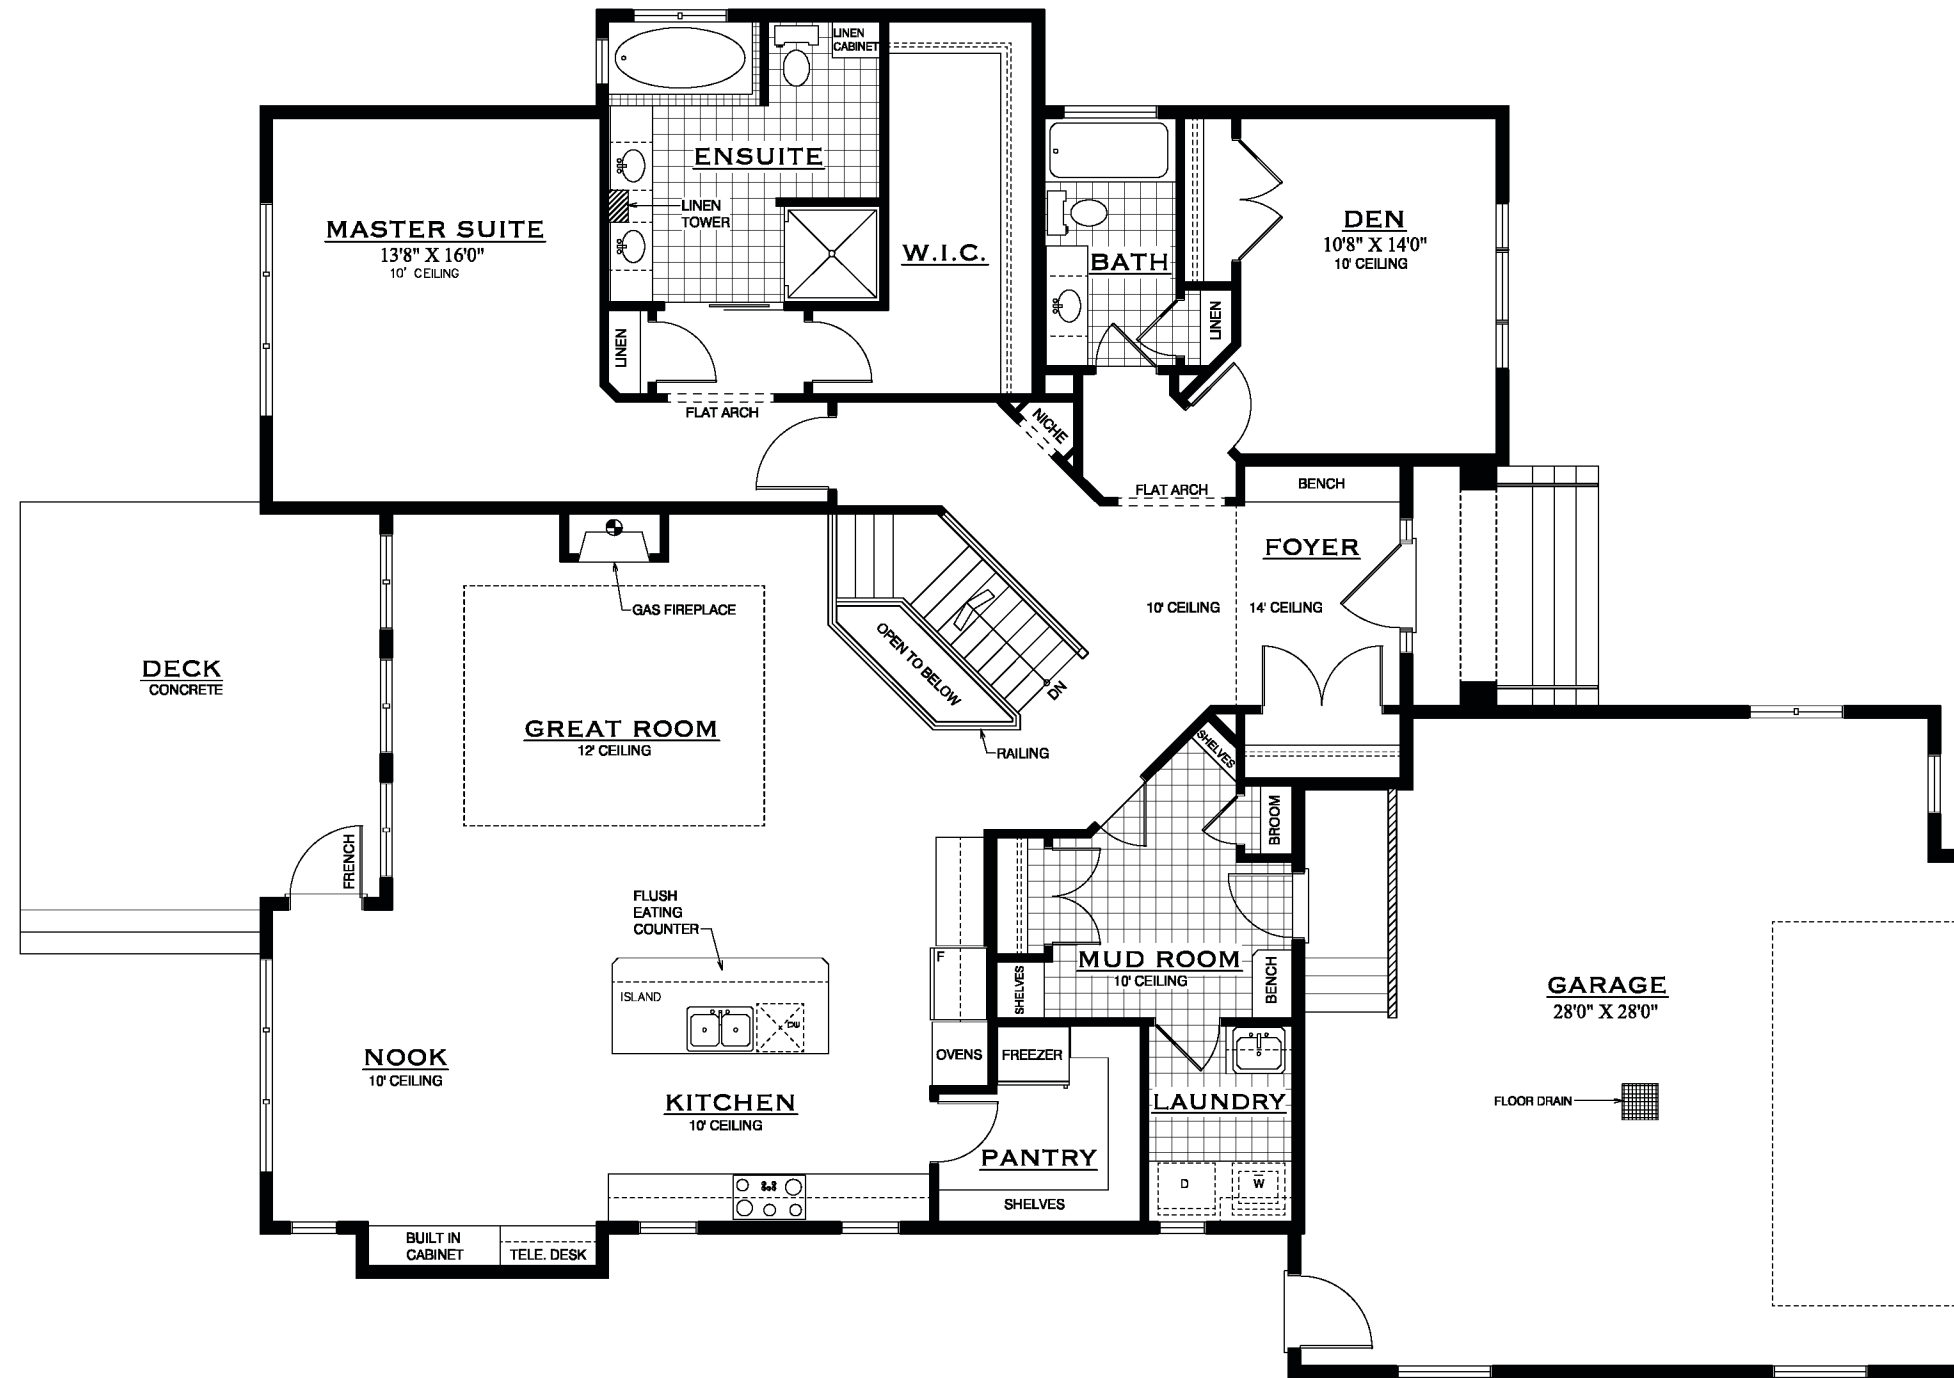 LINEN
CABINET
ENSUITE
LINEN
TOWER
MASTER SUITE
13'8" X 16'0"
10' CEILING
W.I.C.
BATH
DEN
10'8" X 14'0"
10' CEILING
LINEN
LINEN
FLAT ARCH
NICHE
FLAT ARCH
BENCH
FOYER
10' CEILING
14' CEILING
GAS FIREPLACE
OPEN TO BELOW
DN
RAILING
DECK
CONCRETE
GREAT ROOM
12' CEILING
SHELVES
BROOM
FRENCH
FLUSH
EATING
COUNTER
F
MUD ROOM
10' CEILING
SHELVES
BENCH
ISLAND
DW
GARAGE
28'0" X 28'0"
NOOK
10' CEILING
OVENS
FREEZER
KITCHEN
10' CEILING
LAUNDRY
FLOOR DRAIN
PANTRY
SHELVES
D
W
BUILT IN
CABINET
TELE. DESK